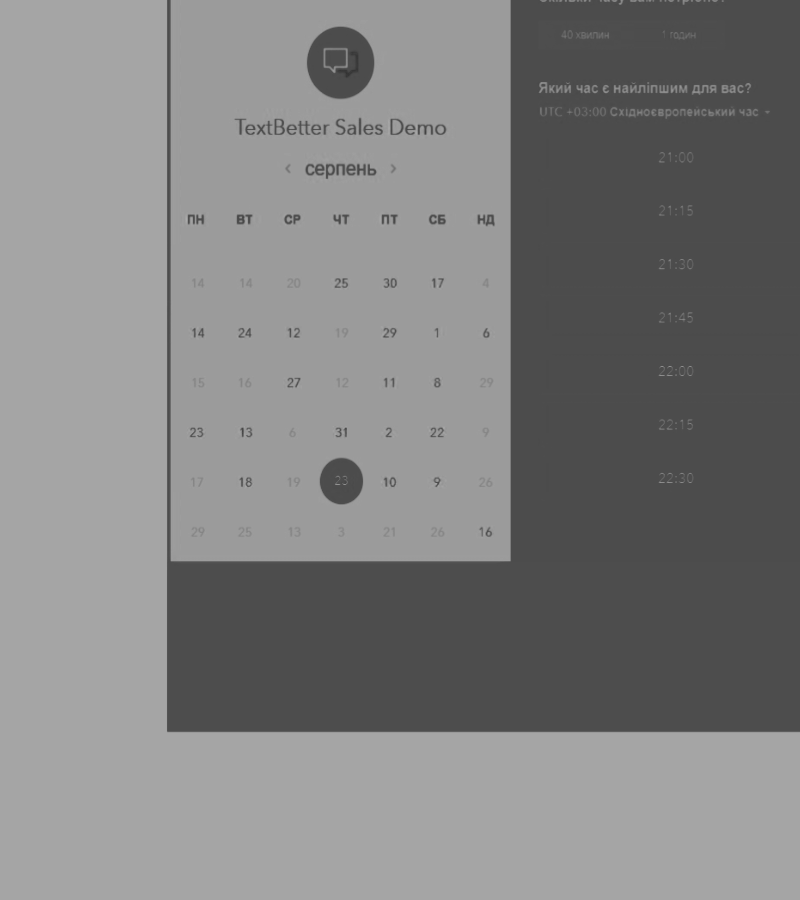 TextBetter Sales Demo
‹ серпень ›
ПН ВТ СР ЧТ ПТ СБ НД
14 14 20 25 30 17 4
14 24 12 19 29 1 6
15 16 27 12 11 8 29
23 13 6 31 2 22 9
17 18 19 23 10 9 26
29 25 13 3 21 26 16
40 хвилин 1 годин
Який час є найліпшим для вас?
UTC +03:00 Східноєвропейський час
21:00
21:15
21:30
21:45
22:00
22:15
22:30